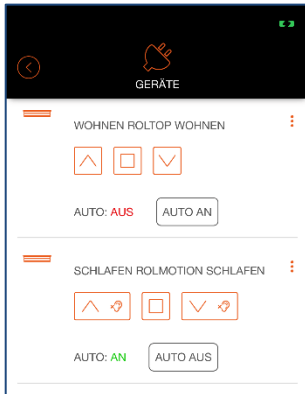 GERÄTE
WOHNEN ROLTOP WOHNEN
AUTO: AUS AUTO AN
SCHLAFEN ROLMOTION SCHLAFEN
AUTO: AN AUTO AUS